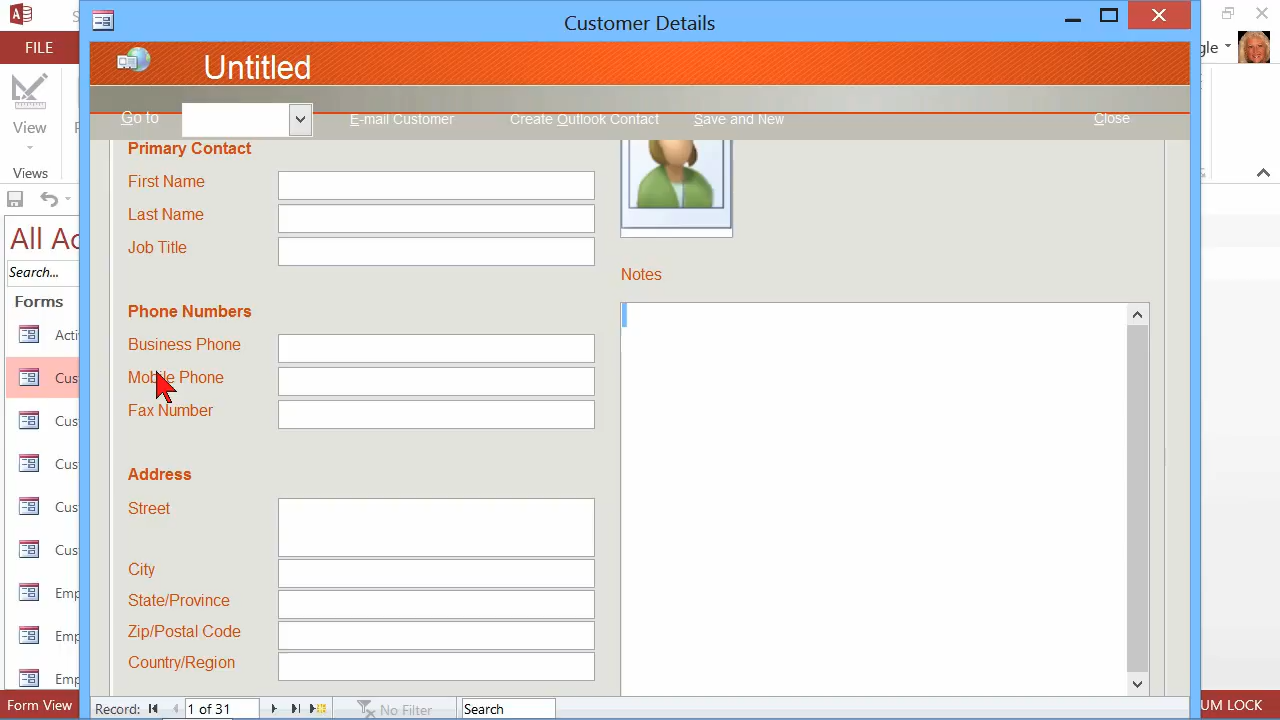 Customer Details
FILE
gle
Untitled
View
Go to
E-mail Customer
Create Outlook Contact
Save and New
Close
Views
Primary Contact
First Name
Last Name
Job Title
All Ac
Search...
Notes
Forms
Phone Numbers
Acti
Business Phone
Cus
Mobile Phone
Fax Number
Cus
Cus
Address
Street
Cus
Cus
City
Emp
State/Province
Emp
Zip/Postal Code
Country/Region
Emp
Form View
Record:
1 of 31
No Filter
Search
UM LOCK